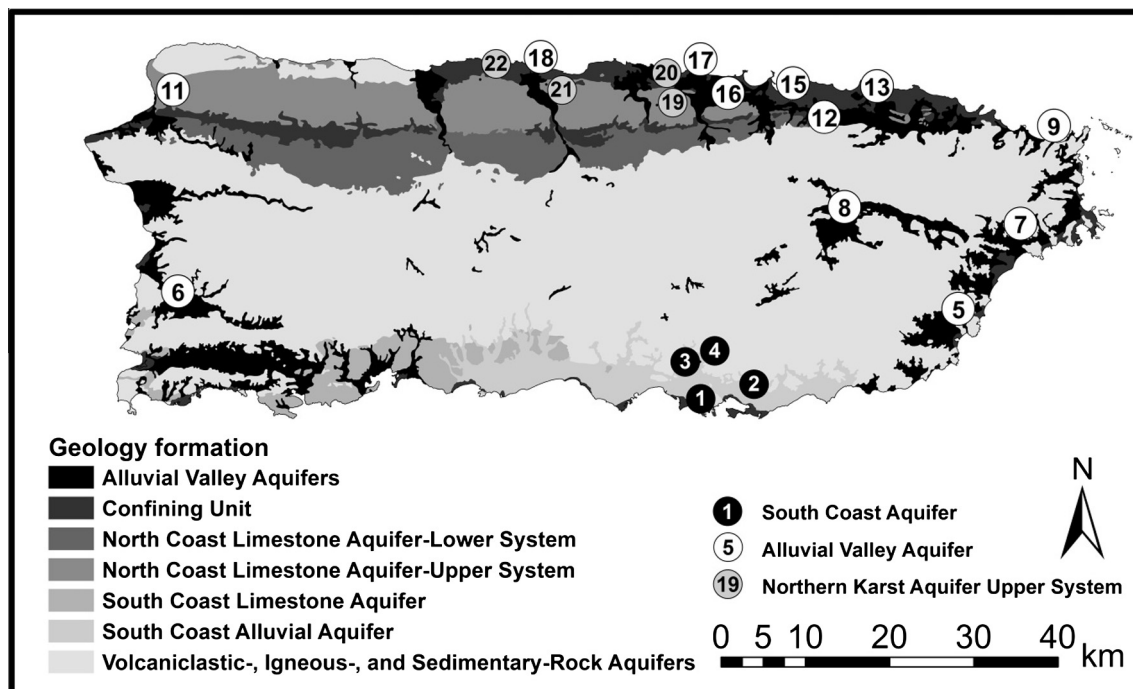 22
18
17
20
11
21
19
16
15
13
12
9
8
7
6
5
4
3
2
1
Geology formation
Alluvial Valley Aquifers
Confining Unit
North Coast Limestone Aquifer-Lower System
North Coast Limestone Aquifer-Upper System
South Coast Limestone Aquifer
South Coast Alluvial Aquifer
Volcaniclastic-, Igneous-, and Sedimentary-Rock Aquifers
1 South Coast Aquifer
5 Alluvial Valley Aquifer
19 Northern Karst Aquifer Upper System
N
0 5 10 20 30 40 km